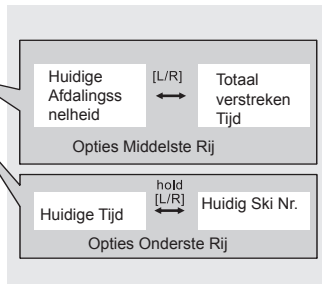 Huidige
Afdalingss
nelheid
[L/R]
Totaal
verstreken
Tijd
Opties Middelste Rij
Huidige Tijd
hold
[L/R]
Huidig Ski Nr.
Opties Onderste Rij